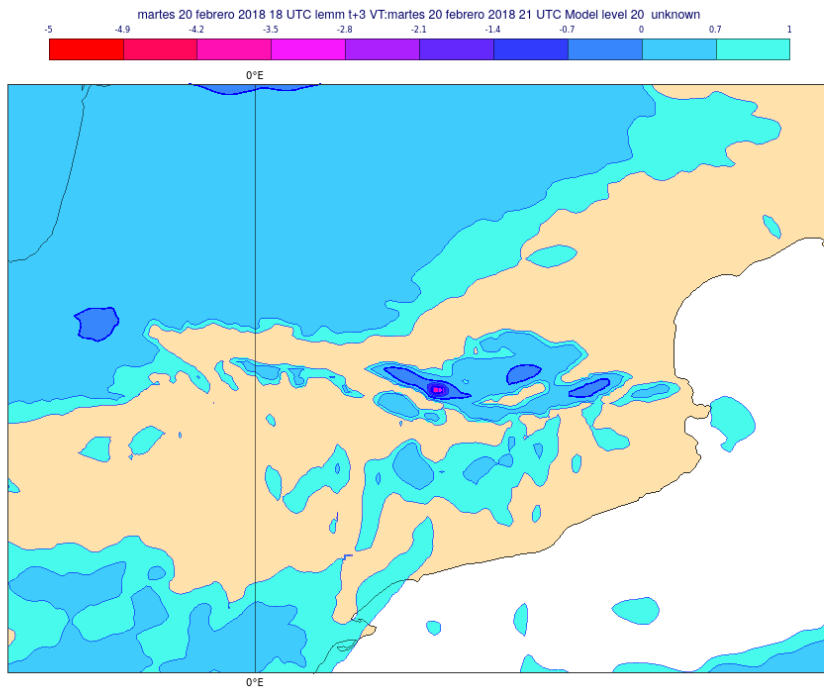 martes 20 febrero 2018 18 UTC lemm t+3 VT:martes 20 febrero 2018 21 UTC Model level 20 unknown
-5 -4.9 -4.2 -3.5 -2.8 -2.1 -1.4 -0.7 0 0.7 1
0°E
0°E